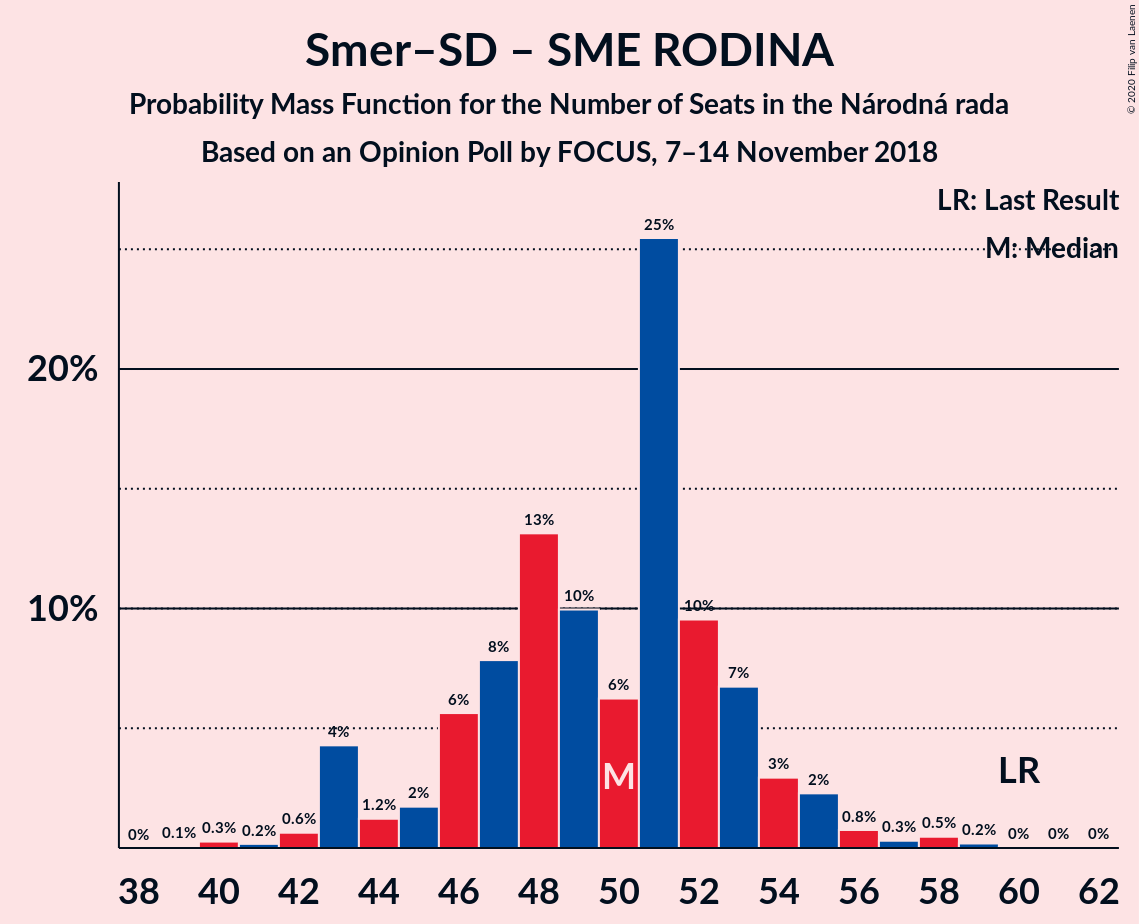 Smer–SD – SME RODINA
Probability Mass Function for the Number of Seats in the Národná rada
Based on an Opinion Poll by FOCUS, 7–14 November 2018
© 2020 Filip van Laenen
LR: Last Result
M: Median
20%
10%
0% 0.1% 0.3% 0.2% 0.6% 4% 1.2% 2% 6% 8% 13% 10% 6% 25% 10% 7% 3% 2% 0.8% 0.3% 0.5% 0.2% 0% 0% 0%
M
LR
38 40 42 44 46 48 50 52 54 56 58 60 62